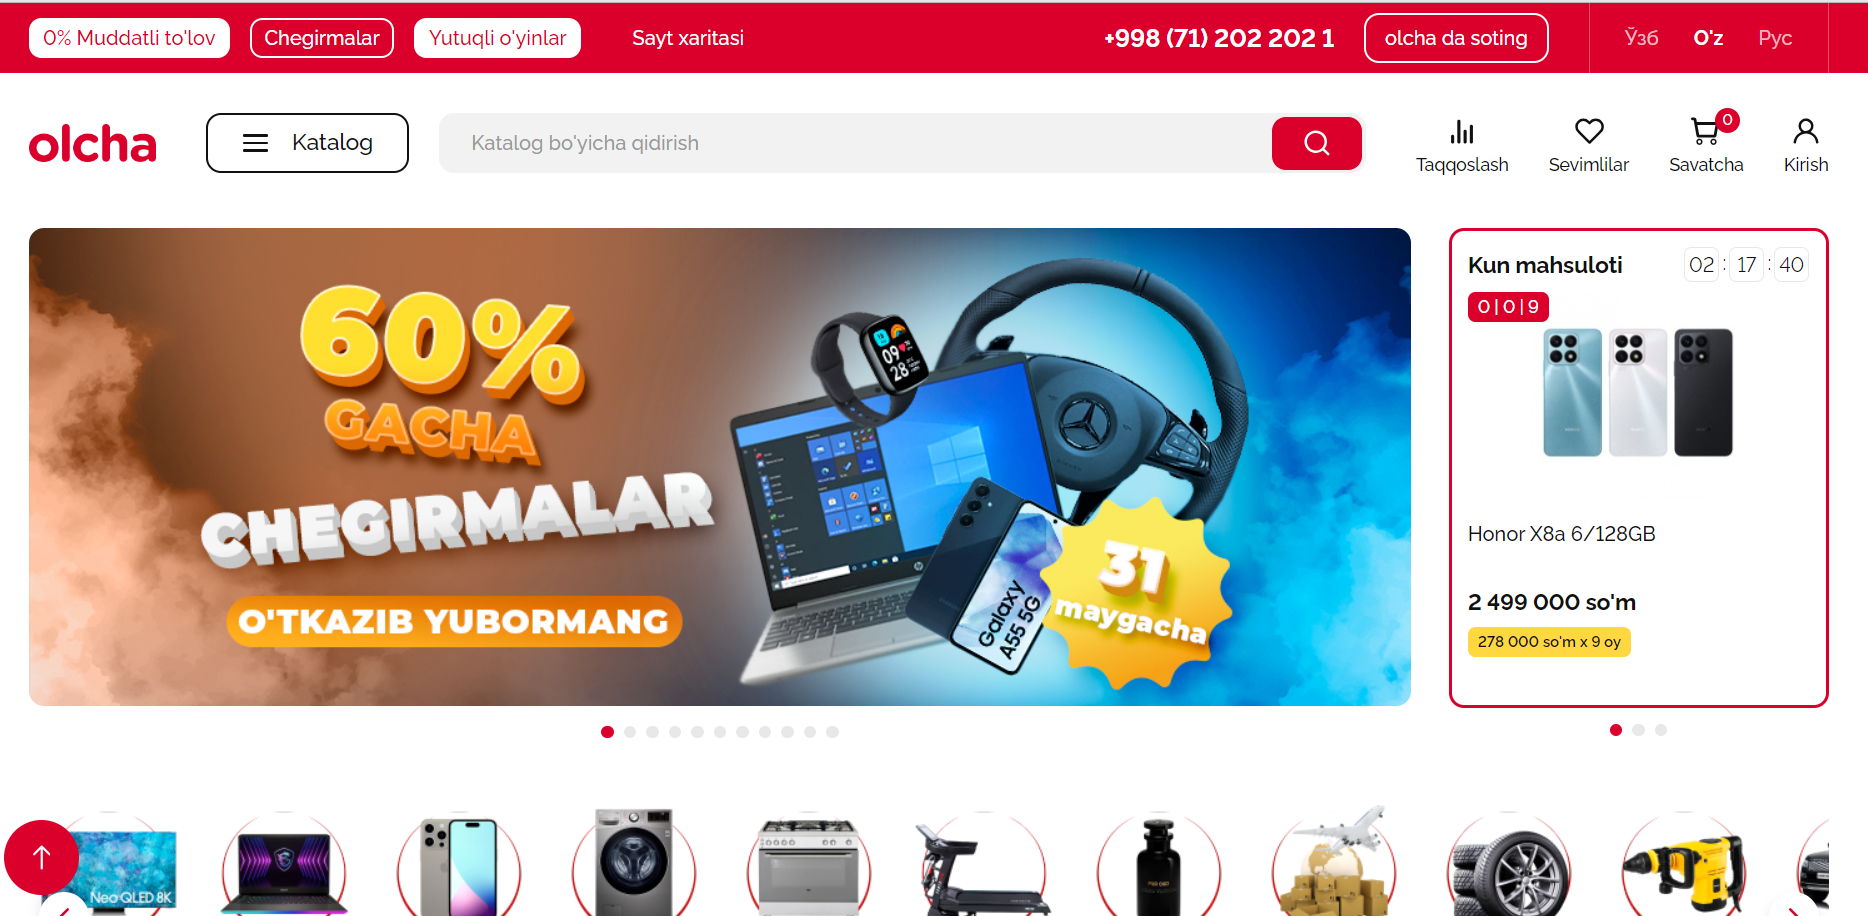 0% Muddatli to'lov
Chegirmalar
Yutuqli o'yinlar
Sayt xaritasi
+998 (71) 202 202 1
olcha da soting
Ўзб
O'z
Рус
olcha
Katalog
Katalog bo'yicha qidirish
Taqqoslash
Sevimlilar
0
Savatcha
Kirish
60%
GACHA
CHEGIRMALAR
O'TKAZIB YUBORMANG
09
28
Galaxy
A55 5G
31
maygacha
Kun mahsuloti
02 : 17 : 40
0 | 0 | 9
Honor X8a 6/128GB
2 499 000 so'm
278 000 so'm x 9 oy
Neo QLED 8K